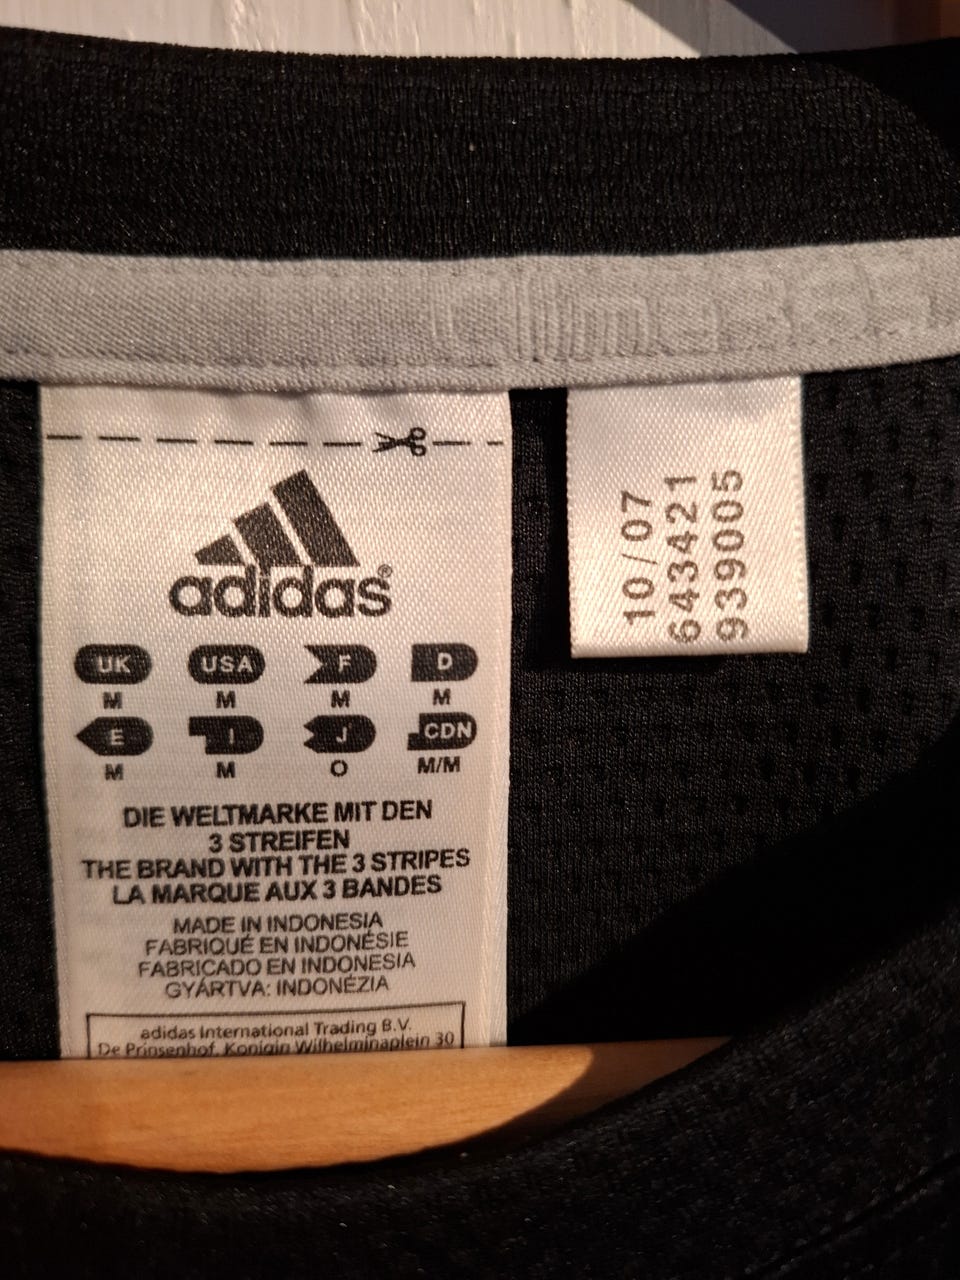 Clima365
adidas®
UK USA F D
M M M M
E I J CDN
M M O M/M
DIE WELTMARKE MIT DEN
3 STREIFEN
THE BRAND WITH THE 3 STRIPES
LA MARQUE AUX 3 BANDES
MADE IN INDONESIA
FABRIQUÉ EN INDONÉSIE
FABRICADO EN INDONESIA
GYÁRTVA: INDONÉZIA
adidas International Trading B.V.
De Prinsenhof, Konigin Wilhelminaplein 30
10/07
643421
939005